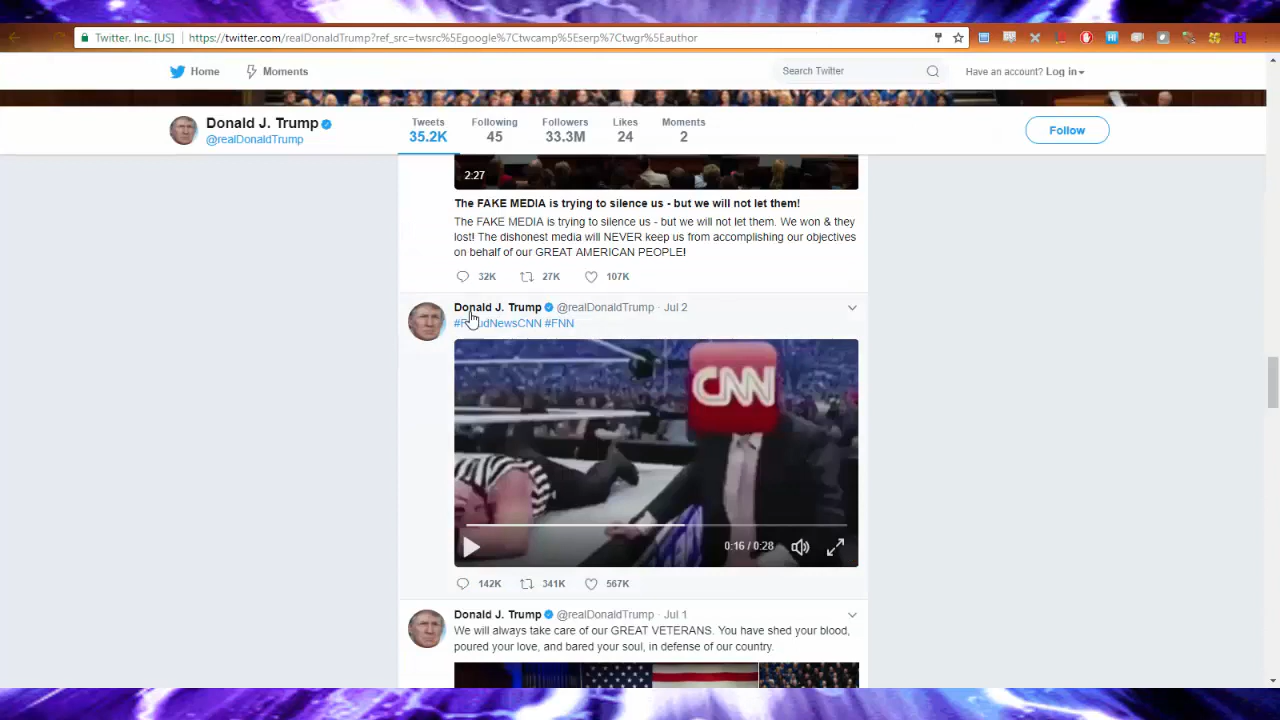 Twitter, Inc. [US] https://twitter.com/realDonaldTrump?ref_src=twsrc%5Egoogle%7Ctwcamp%5Eserp%7Ctwgr%5Eauthor
Home Moments Search Twitter Have an account? Log in
Donald J. Trump
@realDonaldTrump
Tweets Following Followers Likes Moments
35.2K 45 33.3M 24 2
Follow
2:27
The FAKE MEDIA is trying to silence us - but we will not let them!
The FAKE MEDIA is trying to silence us - but we will not let them. We won & they
lost! The dishonest media will NEVER keep us from accomplishing our objectives
on behalf of our GREAT AMERICAN PEOPLE!
32K 27K 107K
Donald J. Trump @realDonaldTrump · Jul 2
#FraudNewsCNN #FNN
CNN
0:16 / 0:28
142K 341K 567K
Donald J. Trump @realDonaldTrump · Jul 1
We will always take care of our GREAT VETERANS. You have shed your blood,
poured your love, and bared your soul, in defense of our country.